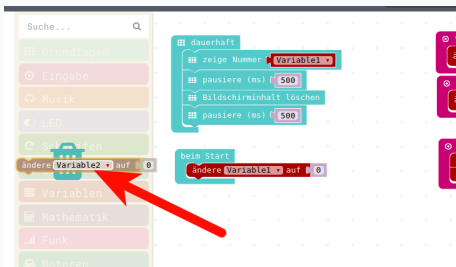 Suche...
Grundlagen
Eingabe
Musik
LED
ändere Variable2 auf 0
Variablen
Mathematik
Funk
Motoren
dauerhaft
zeige Nummer Variable1
pausiere (ms) 500
Bildschirminhalt löschen
pausiere (ms) 500
beim Start
ändere Variable1 auf 0